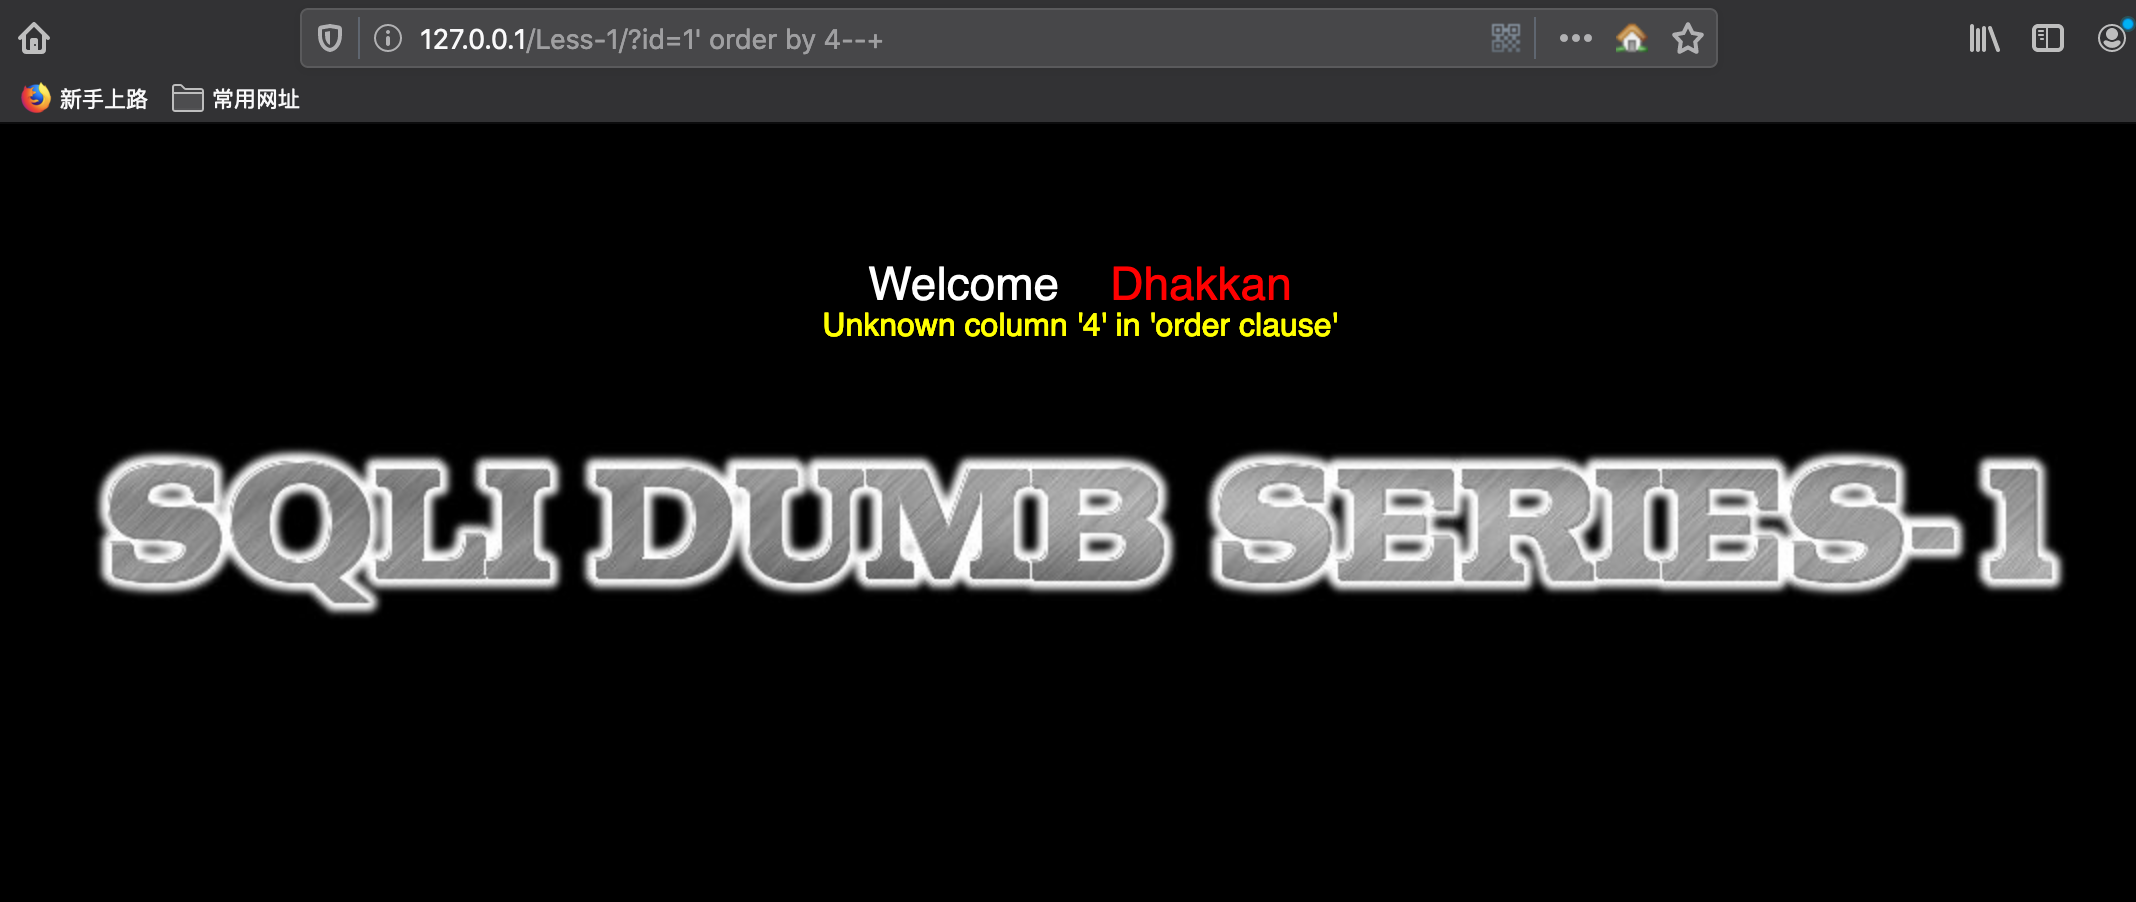 127.0.0.1/Less-1/?id=1' order by 4--+
新手上路 常用网址
Welcome Dhakkan
Unknown column '4' in 'order clause'
SQLI DUMB SERIES-1